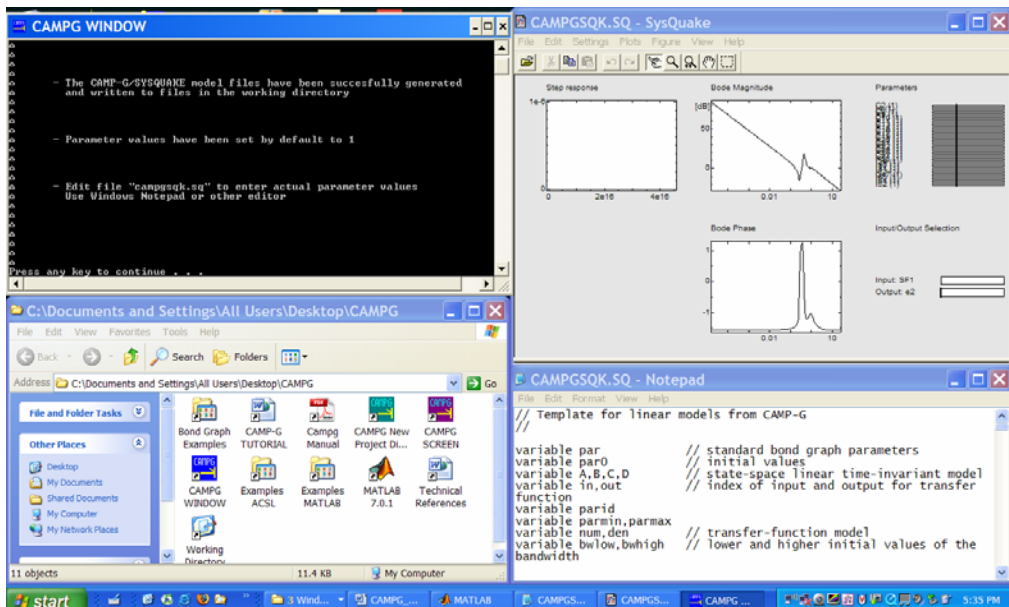 CAMPG WINDOW
- The CAMP-G/SYSQUAKE model files have been succesfully generated
and written to files in the working directory
- Parameter values have been set by default to 1
- Edit file "campgsqk.sq" to enter actual parameter values
Use Windows Notepad or other editor
Press any key to continue . . .
CAMPGSQK.SQ - SysQuake
File Edit Settings Plots Figure View Help
Step response
1e-6
0
0 2e16 4e16
Bode Magnitude
[dB]
50
0
0.01 10
Parameters
Bode Phase
1
0
-1
0.01 10
Input/Output Selection
Input: SF1
Output: e2
C:\Documents and Settings\All Users\Desktop\CAMPG
File Edit View Favorites Tools Help
Back Search Folders
Address C:\Documents and Settings\All Users\Desktop\CAMPG Go
File and Folder Tasks
Other Places
Desktop
My Documents
Shared Documents
My Computer
My Network Places
Bond Graph Examples
CAMP-G TUTORIAL
Campg Manual
CAMPG New Project Di...
CAMPG SCREEN
CAMPG WINDOW
Examples ACSL
Examples MATLAB
MATLAB 7.0.1
Technical References
Working Directory
11 objects 11.4 KB My Computer
CAMPGSQK.SQ - Notepad
File Edit Format View Help
// Template for linear models from CAMP-G
//
variable par // standard bond graph parameters
variable par0 // initial values
variable A,B,C,D // state-space linear time-invariant model
variable in,out // index of input and output for transfer
function
variable parid
variable parmin,parmax
variable num,den // transfer-function model
variable bwlow,bwhigh // lower and higher initial values of the
bandwidth
start 3 Wind... CAMPG_... MATLAB CAMPGS... CAMPGS... CAMPG ... 5:35 PM